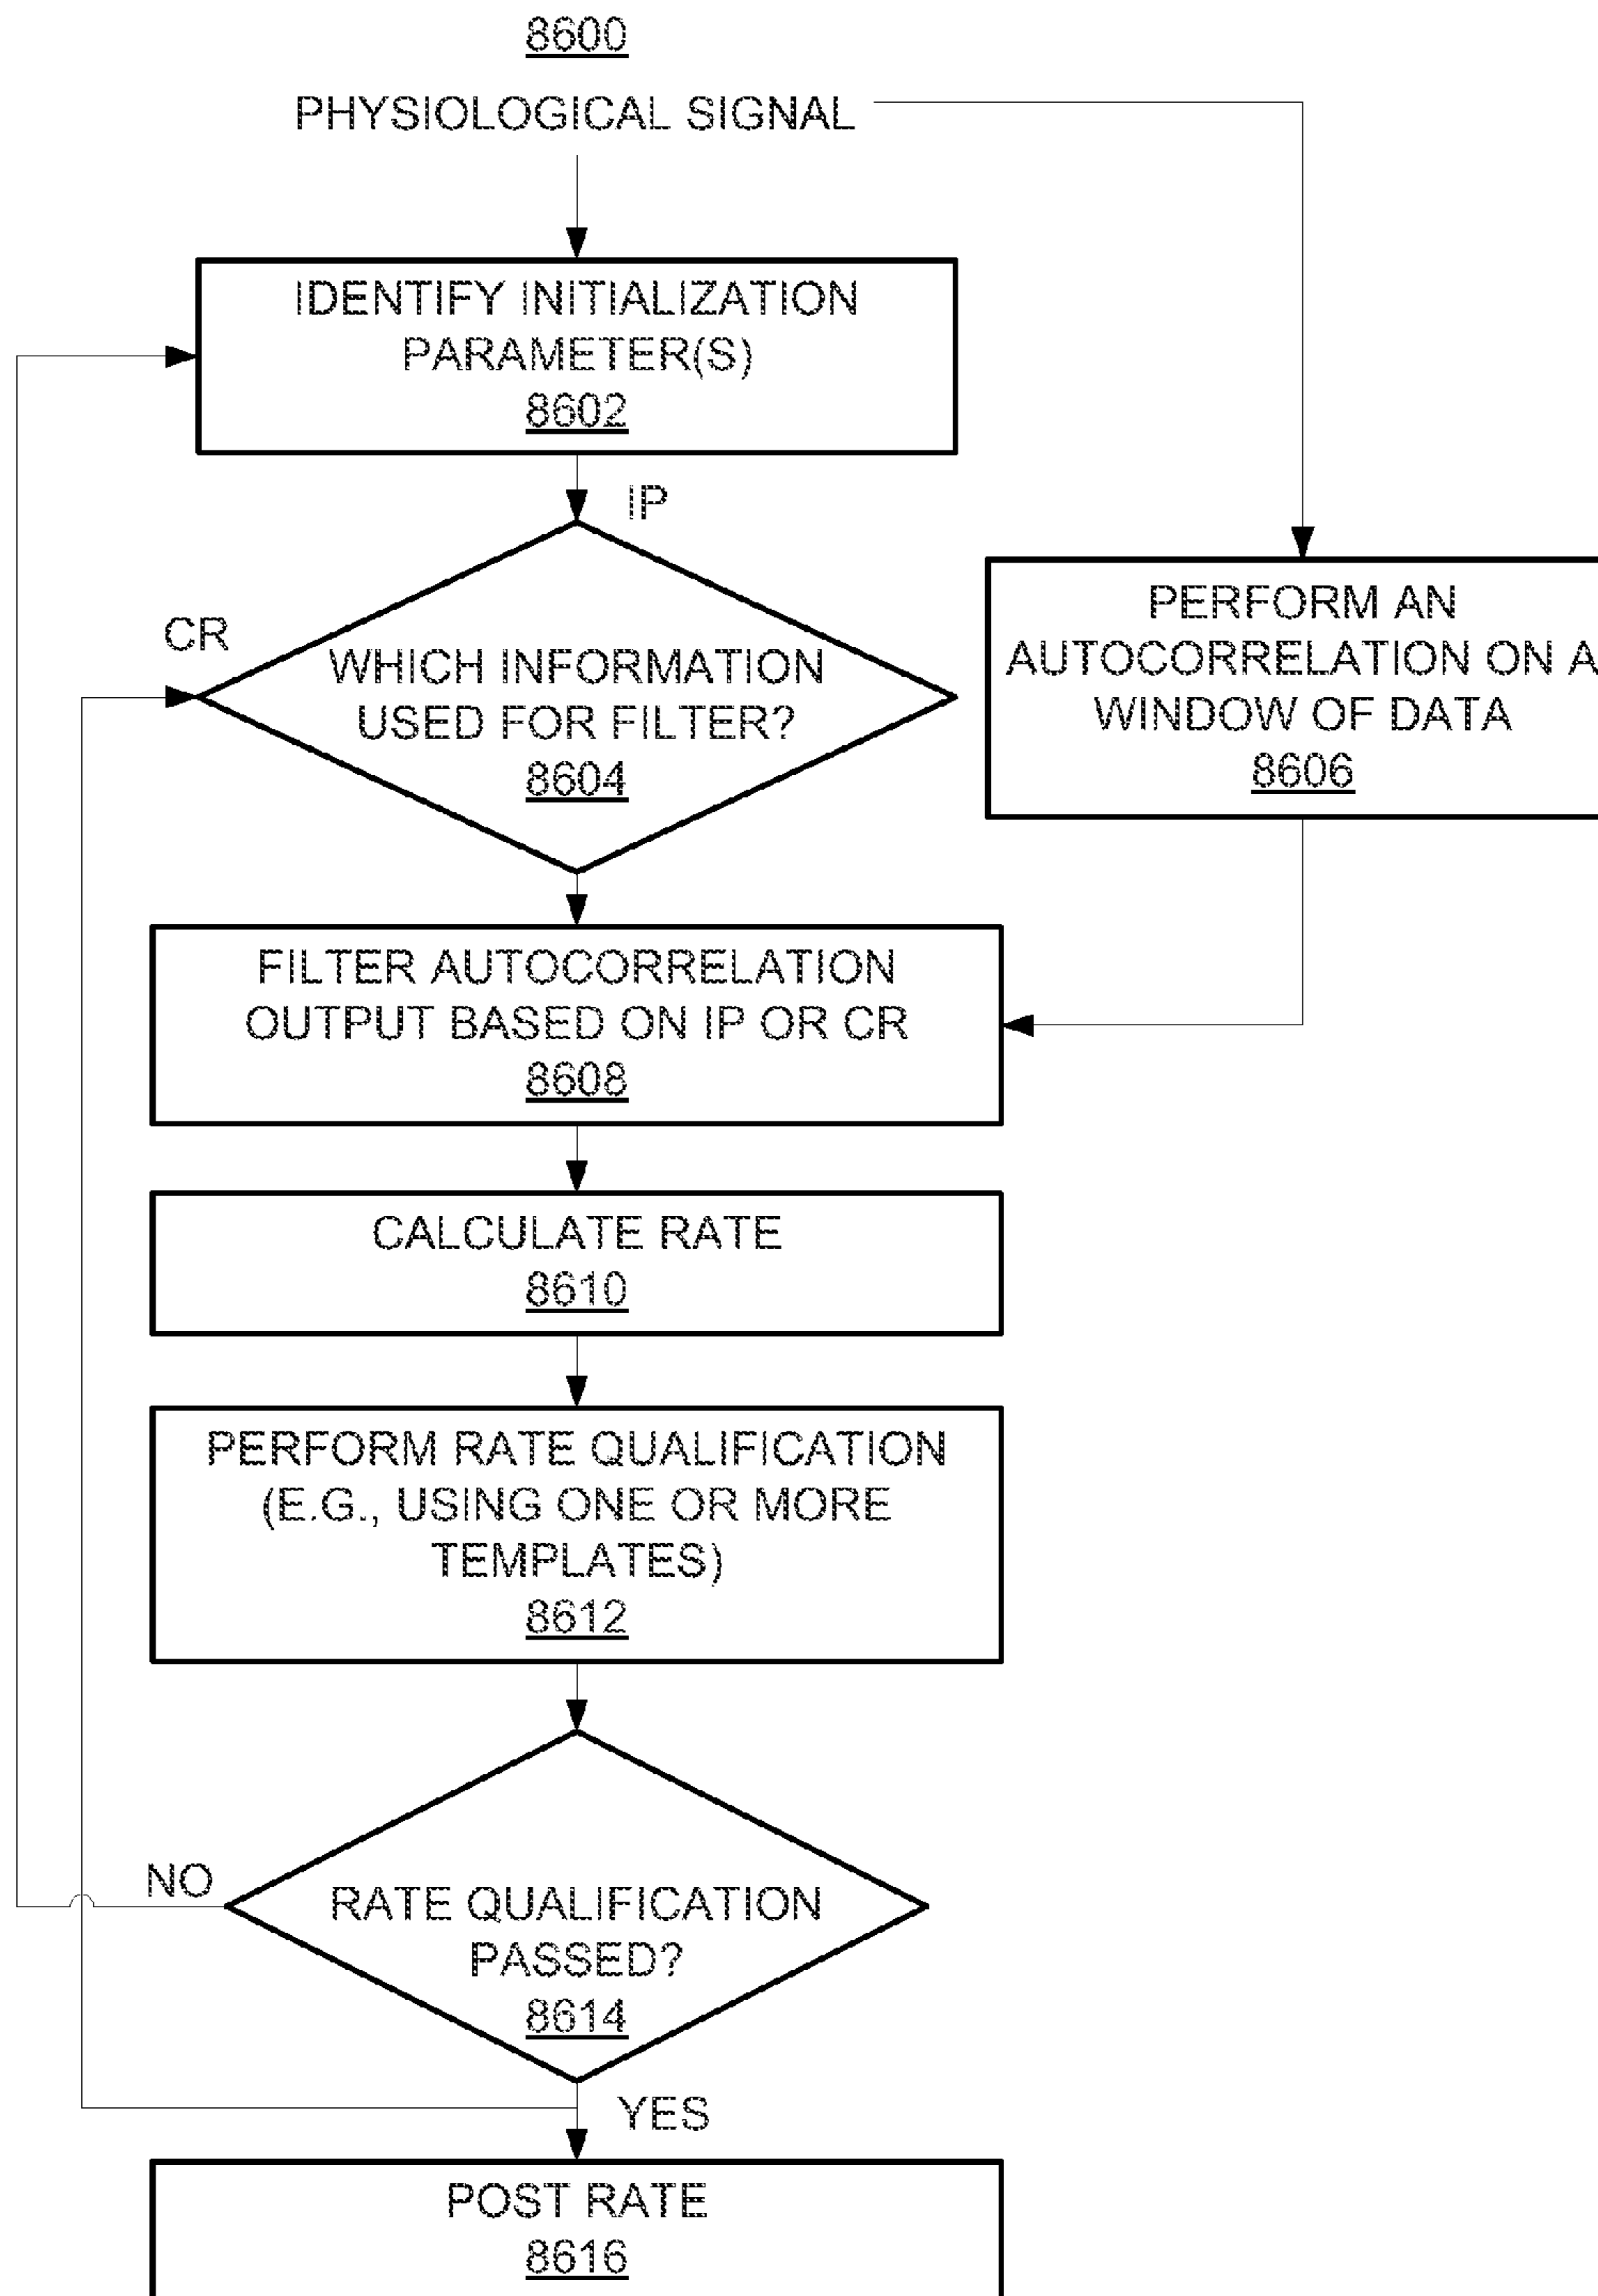 8600
PHYSIOLOGICAL SIGNAL
IDENTIFY INITIALIZATION
PARAMETER(S)
8602
IP
CR
WHICH INFORMATION
USED FOR FILTER?
8604
PERFORM AN
AUTOCORRELATION ON A
WINDOW OF DATA
8606
FILTER AUTOCORRELATION
OUTPUT BASED ON IP OR CR
8608
CALCULATE RATE
8610
PERFORM RATE QUALIFICATION
(E.G., USING ONE OR MORE
TEMPLATES)
8612
NO
RATE QUALIFICATION
PASSED?
8614
YES
POST RATE
8616